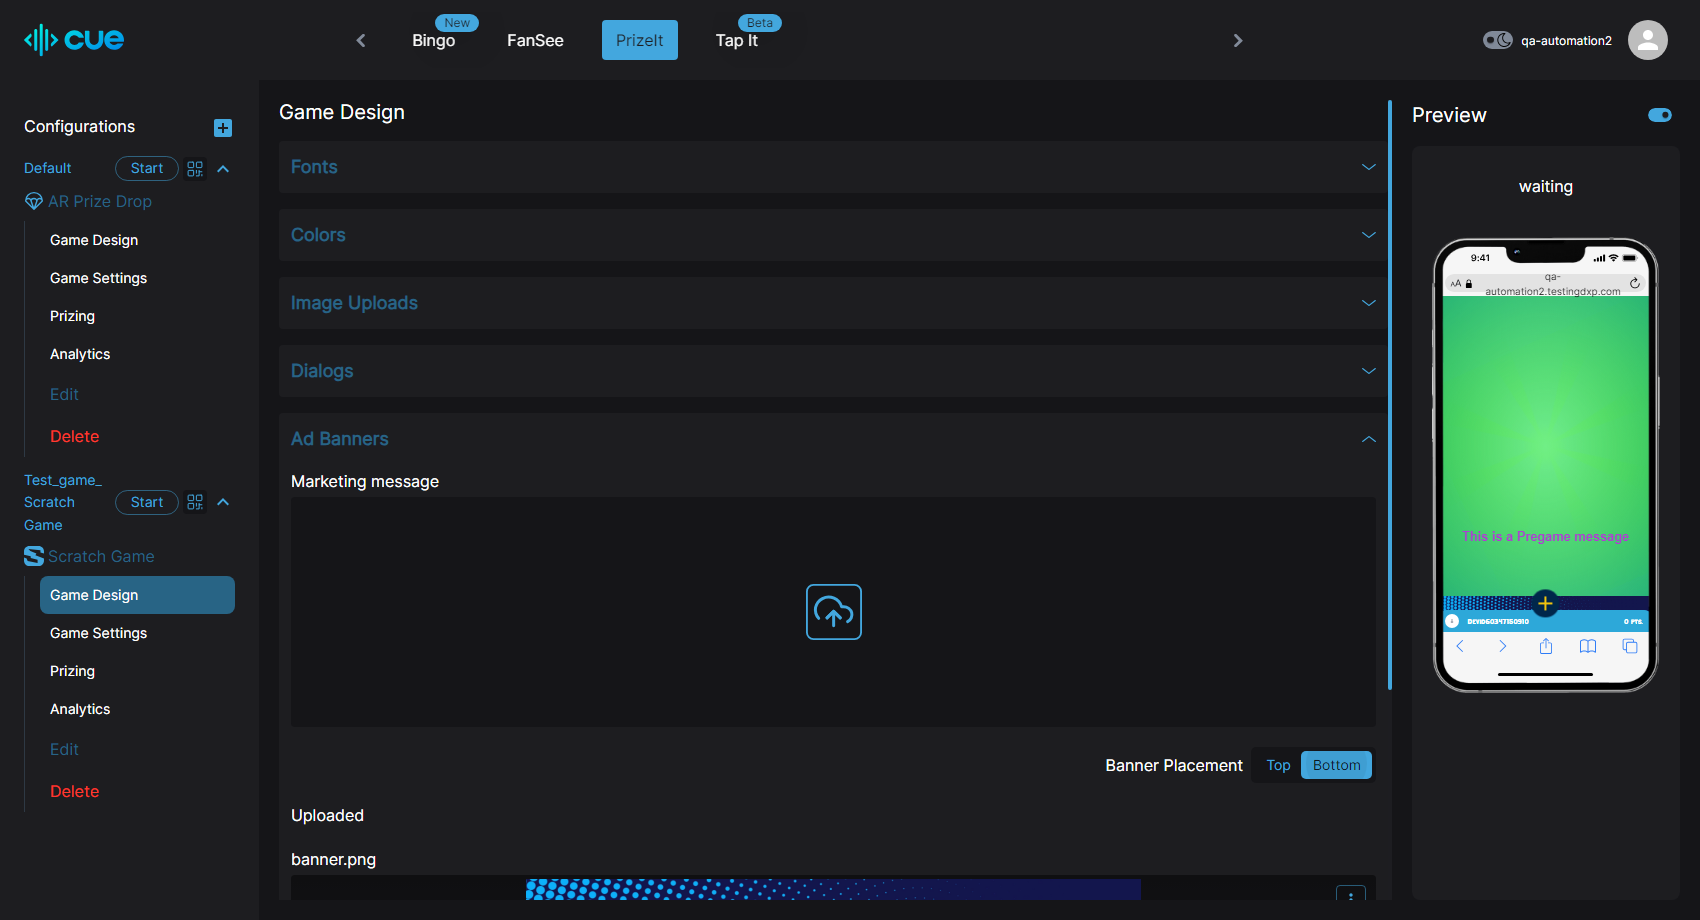 cue
New
Bingo
FanSee
PrizeIt
Beta
Tap It
qa-automation2
Configurations
Default
Start
AR Prize Drop
Game Design
Game Settings
Prizing
Analytics
Edit
Delete
Test_game_
Scratch
Game
Start
Scratch Game
Game Design
Game Settings
Prizing
Analytics
Edit
Delete
Game Design
Fonts
Colors
Image Uploads
Dialogs
Ad Banners
Marketing message
Banner Placement
Top
Bottom
Uploaded
banner.png
Preview
waiting
9:41
AA
qa-
automation2.testingdxp.com
This is a Pregame message
0 PTS.